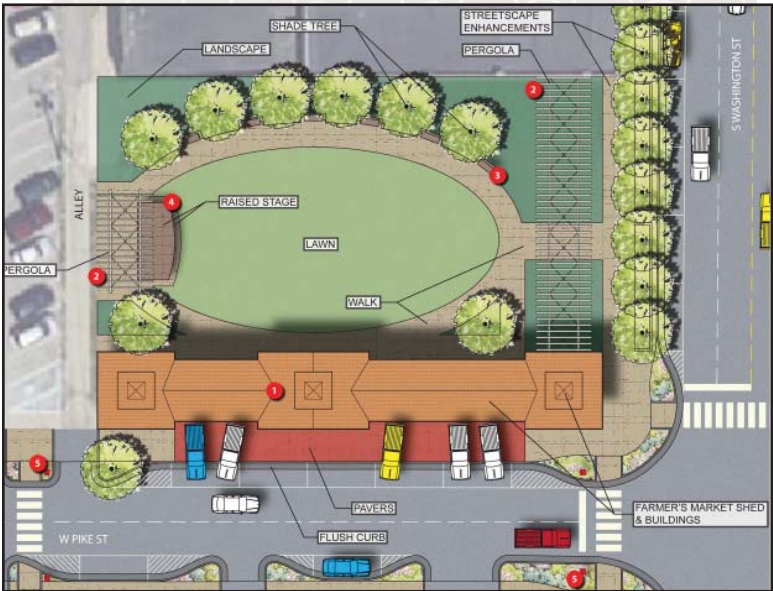 SHADE TREE
STREETSCAPE
ENHANCEMENTS
LANDSCAPE
PERGOLA
2
S WASHINGTON ST
3
4
RAISED STAGE
ALLEY
LAWN
PERGOLA
2
WALK
1
5
PAVERS
FARMER'S MARKET SHED
& BUILDINGS
W PIKE ST
FLUSH CURB
5